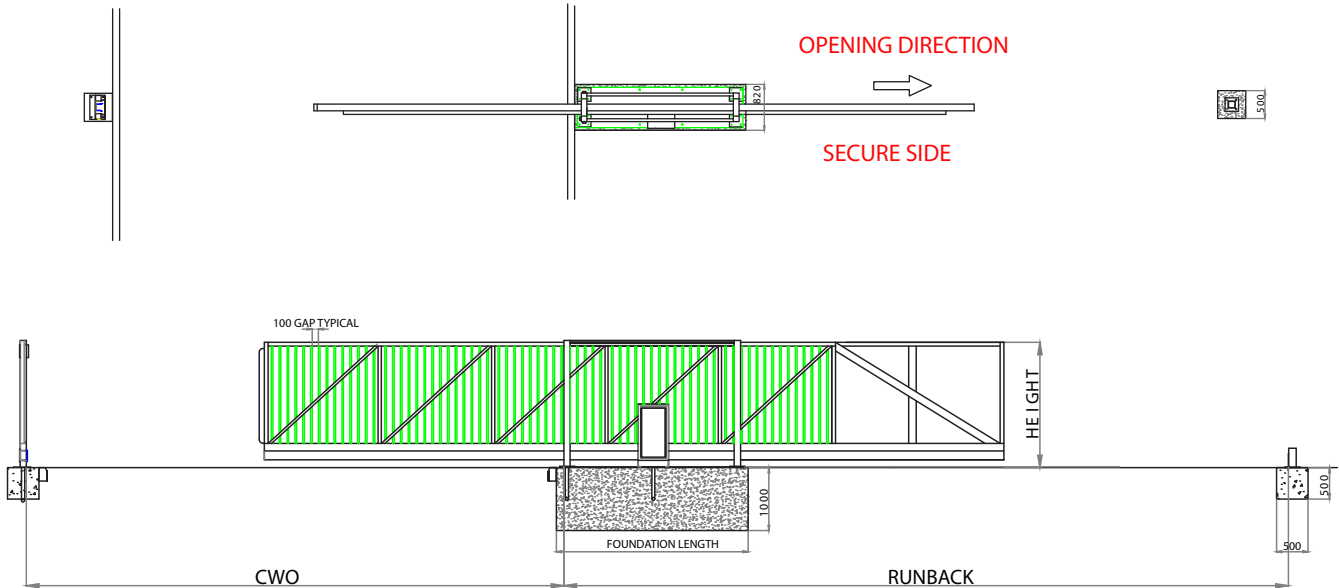 OPENING DIRECTION
820
500
SECURE SIDE
100 GAP TYPICAL
HEIGHT
1000
500
FOUNDATION LENGTH
500
CWO
RUNBACK